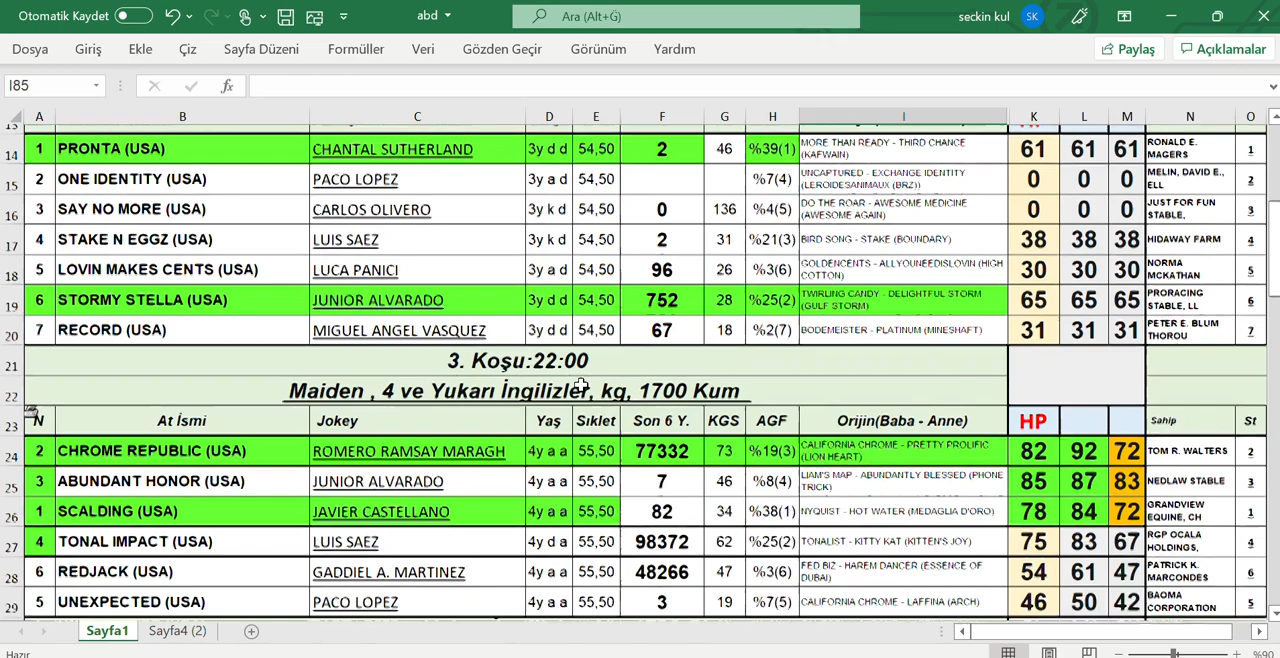 Otomatik Kaydet abd Ara (Alt+G) seckin kul SK
Dosya Giriş Ekle Çiz Sayfa Düzeni Formüller Veri Gözden Geçir Görünüm Yardım Paylaş Açıklamalar
I85 fx
A B C D E F G H I K L M N O
14 1 PRONTA (USA) CHANTAL SUTHERLAND 3y d d 54,50 2 46 %39(1) MORE THAN READY - THIRD CHANCE (KAFWAIN) 61 61 61 RONALD E. MAGERS 1
15 2 ONE IDENTITY (USA) PACO LOPEZ 3y a d 54,50 %7(4) UNCAPTURED - EXCHANGE IDENTITY (LEROIDESANIMAUX (BRZ)) 0 0 0 MELIN, DAVID E., ELL 2
16 3 SAY NO MORE (USA) CARLOS OLIVERO 3y k d 54,50 0 136 %4(5) DO THE ROAR - AWESOME MEDICINE (AWESOME AGAIN) 0 0 0 JUST FOR FUN STABLE, 3
17 4 STAKE N EGGZ (USA) LUIS SAEZ 3y k d 54,50 2 31 %21(3) BIRD SONG - STAKE (BOUNDARY) 38 38 38 HIDAWAY FARM 4
18 5 LOVIN MAKES CENTS (USA) LUCA PANICI 3y a d 54,50 96 26 %3(6) GOLDENCENTS - ALLYOUNEEDISLOVIN (HIGH COTTON) 30 30 30 NORMA MCKATHAN 5
19 6 STORMY STELLA (USA) JUNIOR ALVARADO 3y d d 54,50 752 28 %25(2) TWIRLING CANDY - DELIGHTFUL STORM (GULF STORM) 65 65 65 PRORACING STABLE, LL 6
20 7 RECORD (USA) MIGUEL ANGEL VASQUEZ 3y d d 54,50 67 18 %2(7) BODEMEISTER - PLATINUM (MINESHAFT) 31 31 31 PETER E. BLUM THOROU 7
21 3. Koşu:22:00
22 Maiden , 4 ve Yukarı İngilizler, kg, 1700 Kum
23 N At İsmi Jokey Yaş Sıklet Son 6 Y. KGS AGF Orijin(Baba - Anne) HP Sahip St
24 2 CHROME REPUBLIC (USA) ROMERO RAMSAY MARAGH 4y a a 55,50 77332 73 %19(3) CALIFORNIA CHROME - PRETTY PROLIFIC (LION HEART) 82 92 72 TOM R. WALTERS 2
25 3 ABUNDANT HONOR (USA) JUNIOR ALVARADO 4y a a 55,50 7 46 %8(4) LIAM'S MAP - ABUNDANTLY BLESSED (PHONE TRICK) 85 87 83 NEDLAW STABLE 3
26 1 SCALDING (USA) JAVIER CASTELLANO 4y a a 55,50 82 34 %38(1) NYQUIST - HOT WATER (MEDAGLIA D'ORO) 78 84 72 GRANDVIEW EQUINE, CH 1
27 4 TONAL IMPACT (USA) LUIS SAEZ 4y d a 55,50 98372 62 %25(2) TONALIST - KITTY KAT (KITTEN'S JOY) 75 83 67 RGP OCALA HOLDINGS, 4
28 6 REDJACK (USA) GADDIEL A. MARTINEZ 4y a a 55,50 48266 47 %3(6) FED BIZ - HAREM DANCER (ESSENCE OF DUBAI) 54 61 47 PATRICK K. MARCONDES 6
29 5 UNEXPECTED (USA) PACO LOPEZ 4y a a 55,50 3 19 %7(5) CALIFORNIA CHROME - LAFFINA (ARCH) 46 50 42 BAOMA CORPORATION 5
Sayfa1 Sayfa4 (2)
Hazır %90